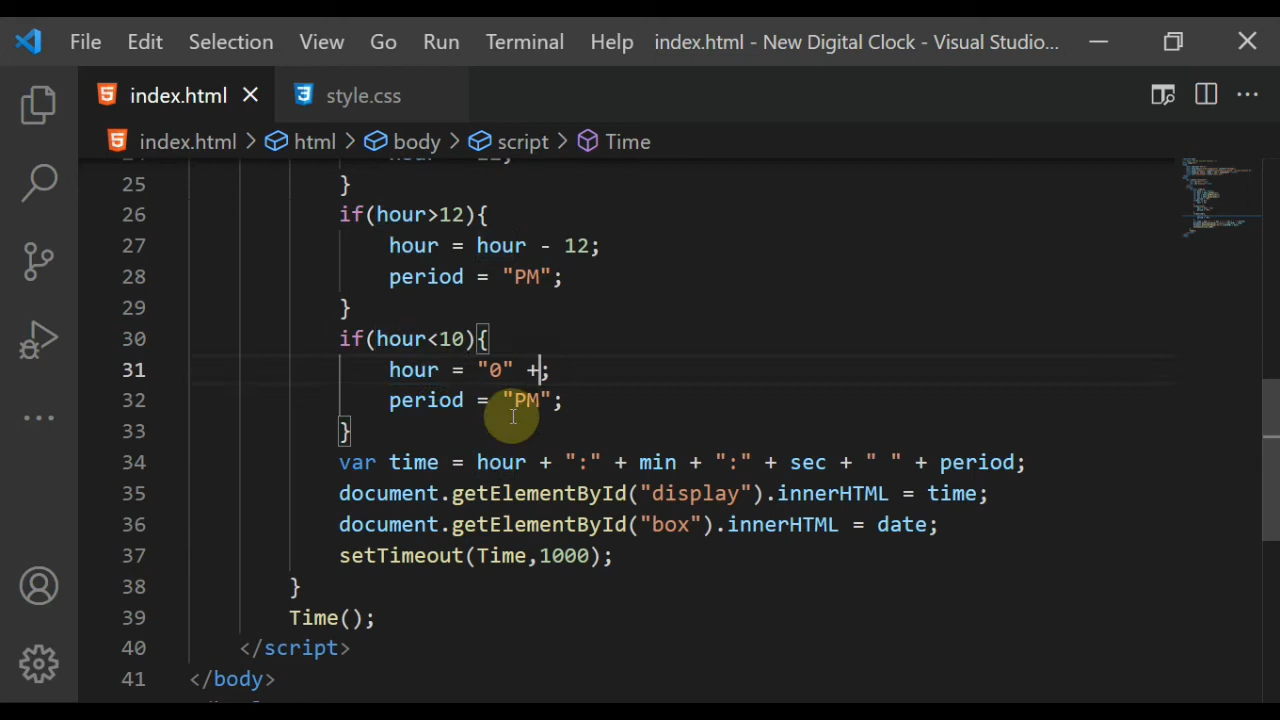 File Edit Selection View Go Run Terminal Help index.html - New Digital Clock - Visual Studio...
index.html style.css
index.html > html > body > script > Time
25 }
26 if(hour>12){
27 hour = hour - 12;
28 period = "PM";
29 }
30 if(hour<10){
31 hour = "0" +;
32 period = "PM";
33 }
34 var time = hour + ":" + min + ":" + sec + " " + period;
35 document.getElementById("display").innerHTML = time;
36 document.getElementById("box").innerHTML = date;
37 setTimeout(Time,1000);
38 }
39 Time();
40 </script>
41 </body>